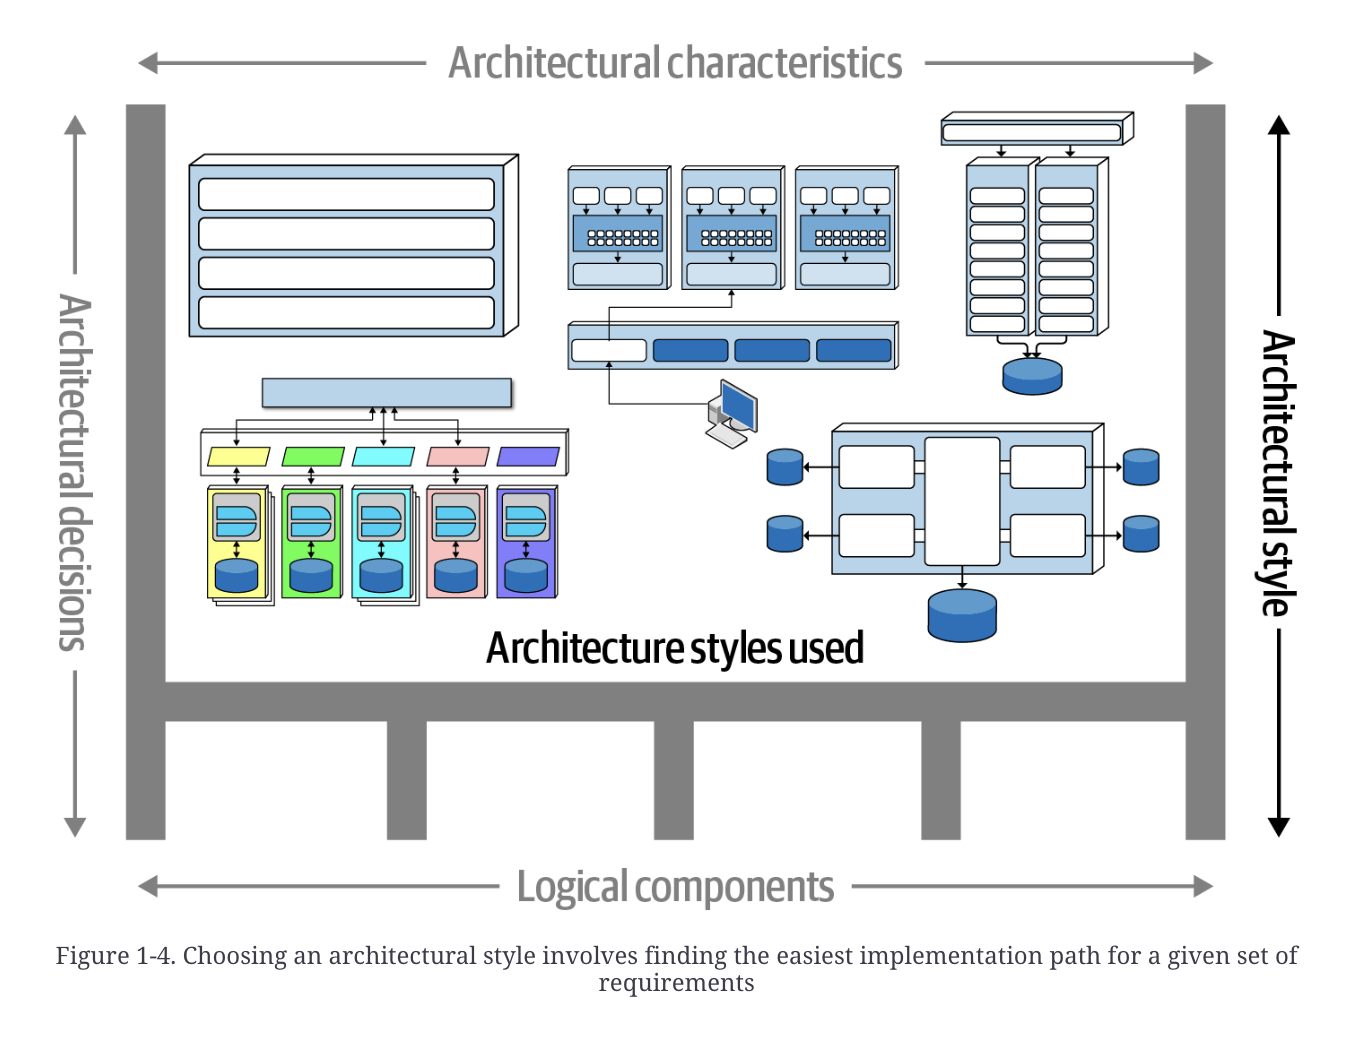 Architectural characteristics
Architectural decisions
Architectural style
Architecture styles used
Logical components
Figure 1-4. Choosing an architectural style involves finding the easiest implementation path for a given set of
requirements